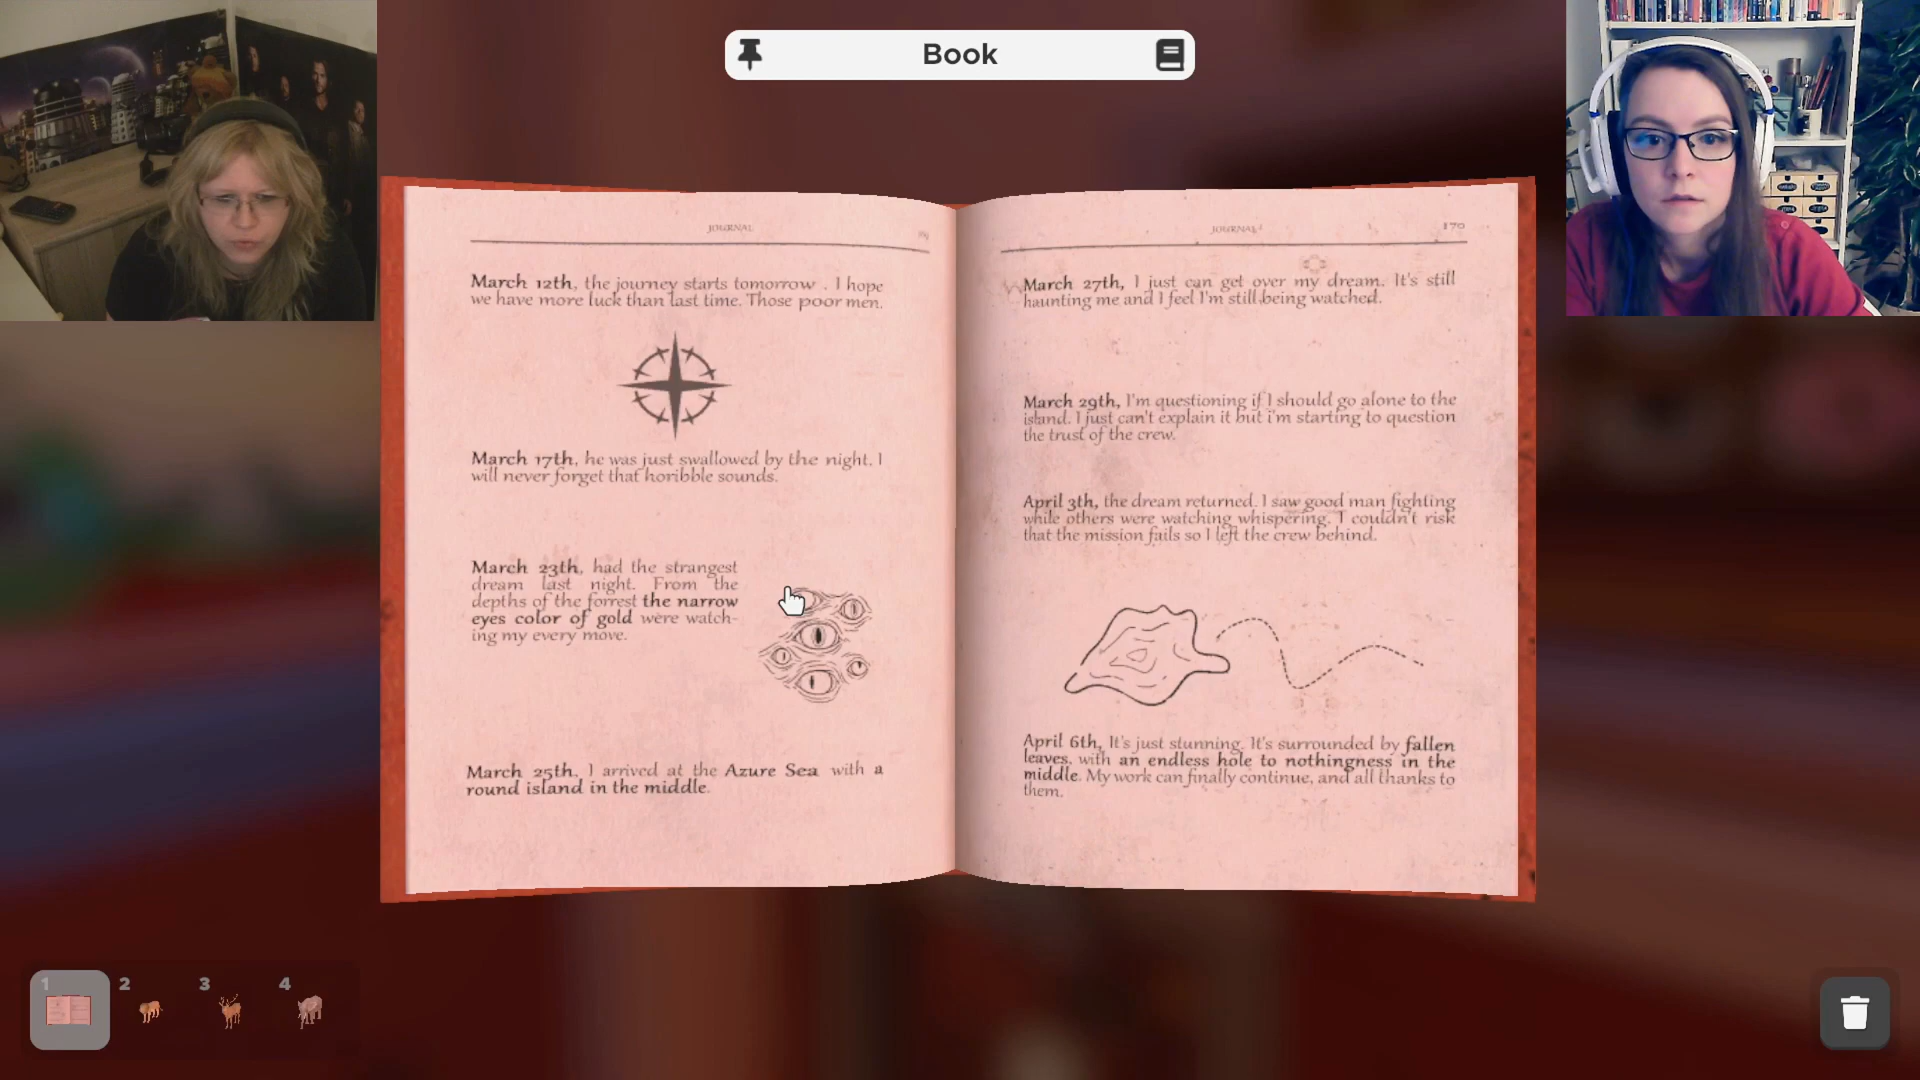 Book
JOURNAL
March 12th, the journey starts tomorrow . I hope
we have more luck than last time. Those poor men.
March 17th, he was just swallowed by the night. I
will never forget that horibble sounds.
March 23th, had the strangest
dream last night. From the
depths of the forrest the narrow
eyes color of gold were watch-
ing my every move.
March 25th, I arrived at the Azure Sea with a
round island in the middle.
JOURNAL
170
March 27th, I just can get over my dream. It's still
haunting me and I feel I'm still being watched.
March 29th, I'm questioning if I should go alone to the
island. I just can't explain it but i'm starting to question
the trust of the crew.
April 3th, the dream returned. I saw good man fighting
while others were watching whispering. I couldn't risk
that the mission fails so I left the crew behind.
April 6th, It's just stunning. It's surrounded by fallen
leaves, with an endless hole to nothingness in the
middle. My work can finally continue, and all thanks to
them.
1
2
3
4